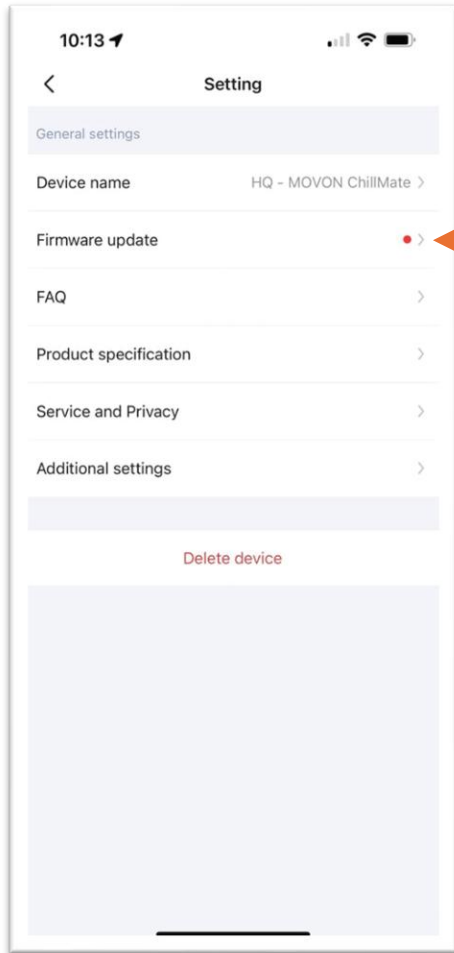 10:13
Setting
General settings
Device name HQ - MOVON ChillMate
Firmware update
FAQ
Product specification
Service and Privacy
Additional settings
Delete device